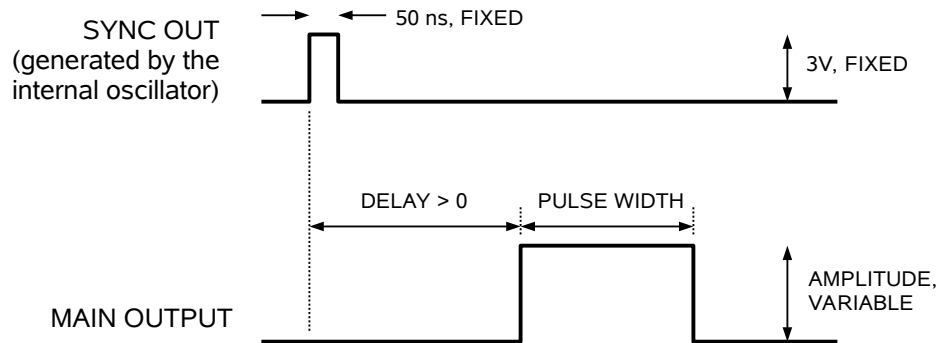 50 ns, FIXED
SYNC OUT
(generated by the
internal oscillator)
3V, FIXED
DELAY > 0
PULSE WIDTH
AMPLITUDE,
VARIABLE
MAIN OUTPUT